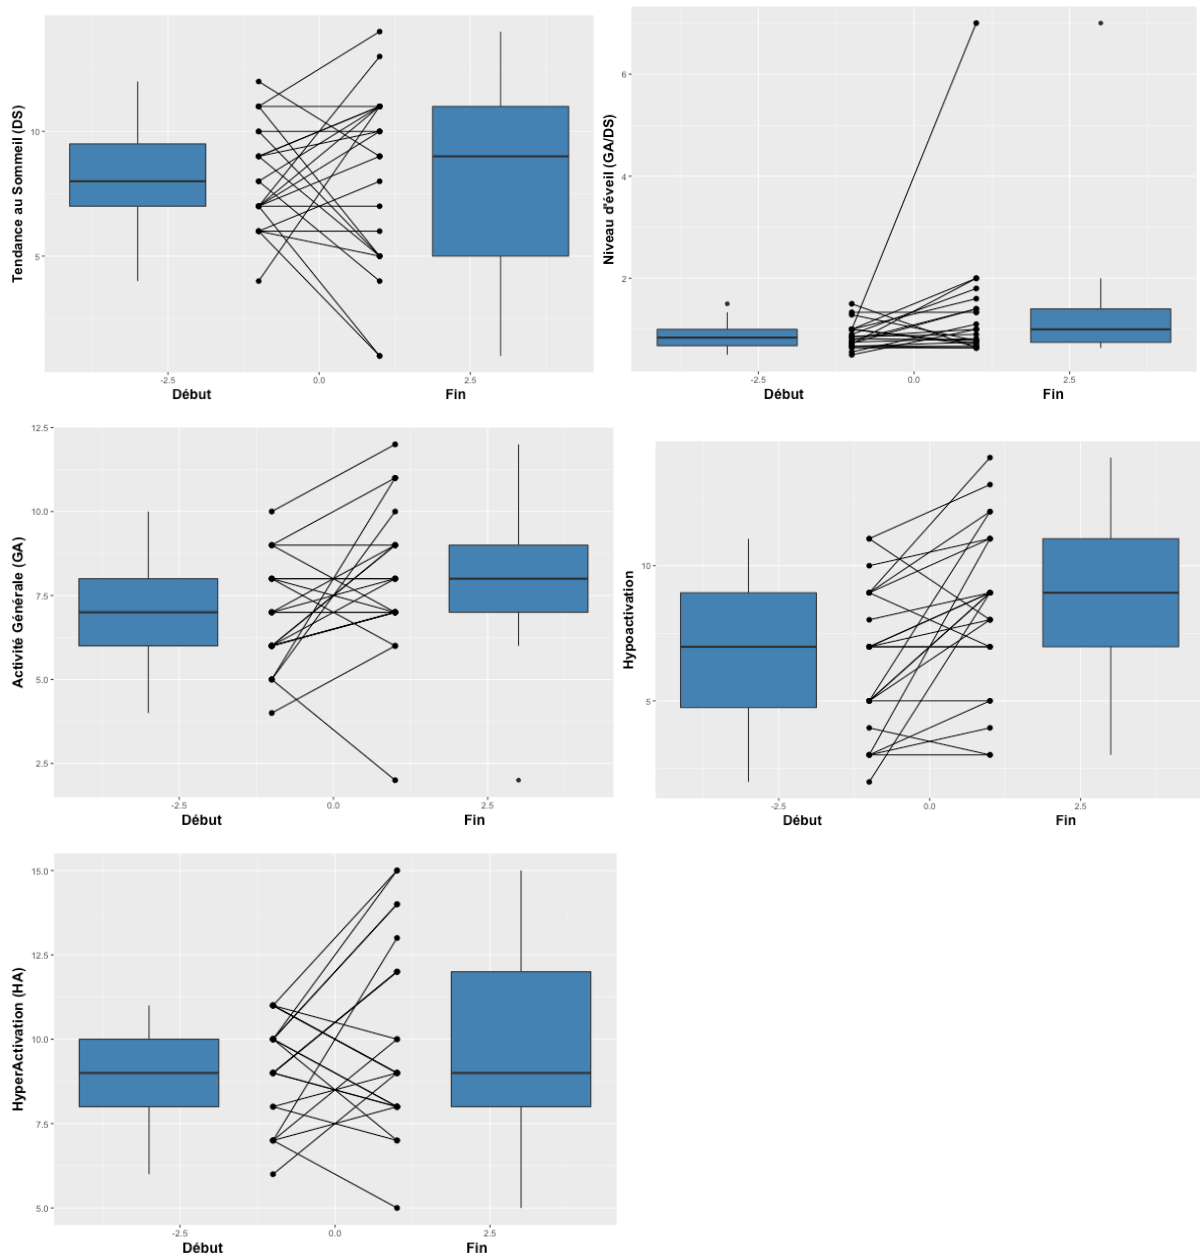 Tendance au Sommeil (DS)
10
5
-2.5 0.0 2.5
Début Fin
Niveau d'éveil (GA/DS)
6
4
2
-2.5 0.0 2.5
Début Fin
Activité Générale (GA)
12.5
10.0
7.5
5.0
2.5
-2.5 0.0 2.5
Début Fin
Hypoactivation
10
5
-2.5 0.0 2.5
Début Fin
HyperActivation (HA)
15.0
12.5
10.0
7.5
5.0
-2.5 0.0 2.5
Début Fin